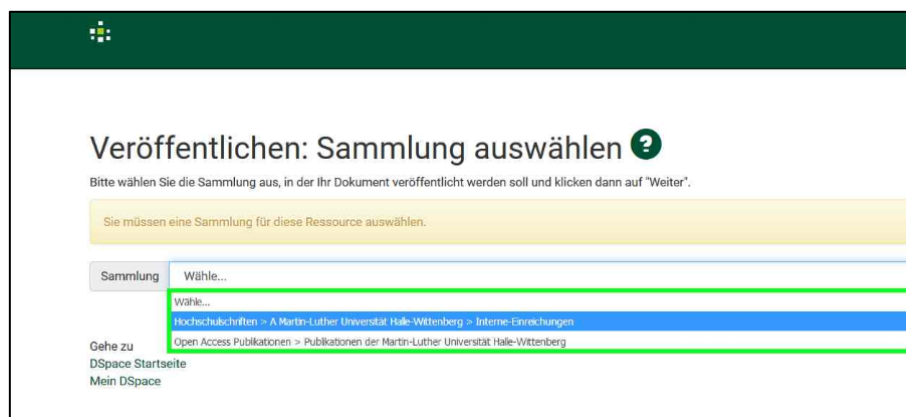 Veröffentlichen: Sammlung auswählen ?
Bitte wählen Sie die Sammlung aus, in der Ihr Dokument veröffentlicht werden soll und klicken dann auf "Weiter".
Sie müssen eine Sammlung für diese Ressource auswählen.
Sammlung Wähle...
Wähle...
Hochschulschriften > A Martin-Luther Universität Halle-Wittenberg > Interne-Einreichungen
Open Access Publikationen > Publikationen der Martin-Luther Universität Halle-Wittenberg
Gehe zu
DSpace Startseite
Mein DSpace